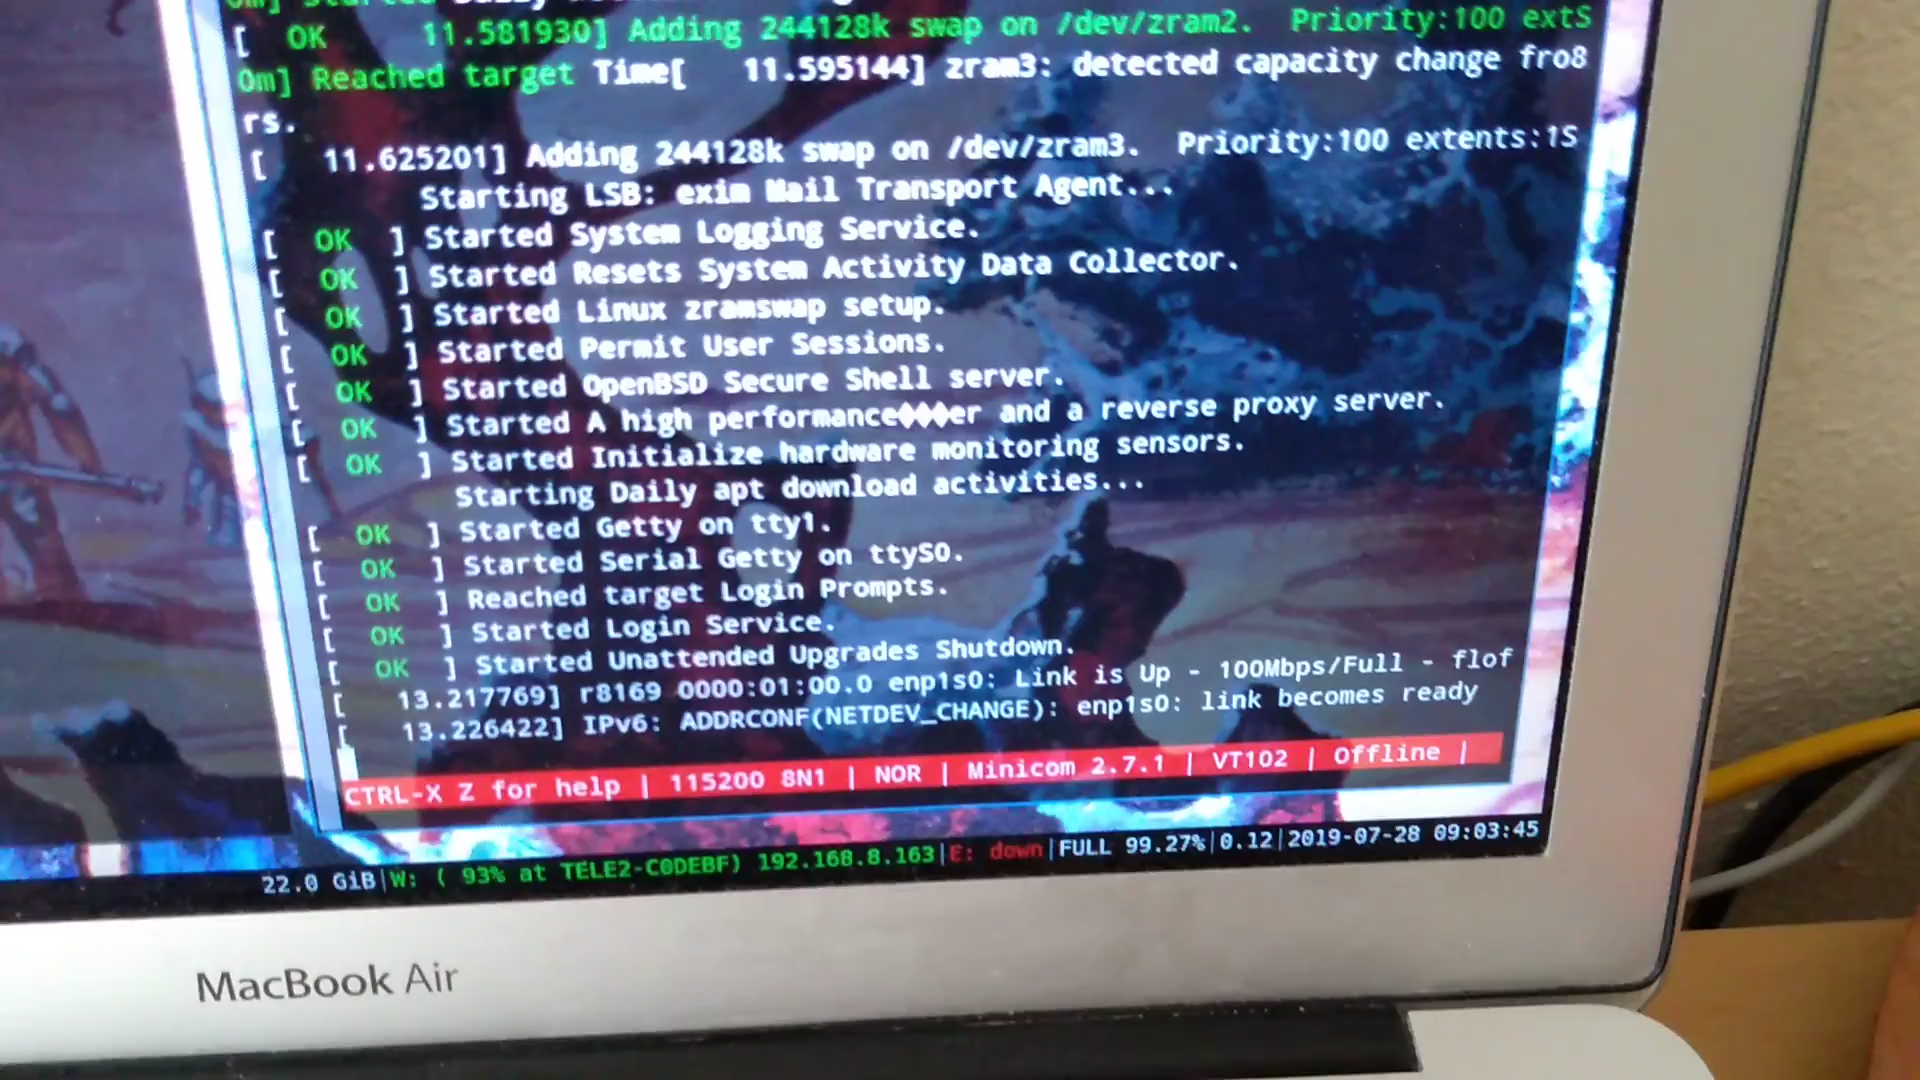 [ OK 11.581930] Adding 244128k swap on /dev/zram2. Priority:100 extS
0m] Reached target Time[ 11.595144] zram3: detected capacity change fro8
rs.
[ 11.625201] Adding 244128k swap on /dev/zram3. Priority:100 extents:1S
Starting LSB: exim Mail Transport Agent...
[ OK ] Started System Logging Service.
[ OK ] Started Resets System Activity Data Collector.
[ OK ] Started Linux zramswap setup.
[ OK ] Started Permit User Sessions.
[ OK ] Started OpenBSD Secure Shell server.
[ OK ] Started A high performance���er and a reverse proxy server.
[ OK ] Started Initialize hardware monitoring sensors.
Starting Daily apt download activities...
[ OK ] Started Getty on tty1.
[ OK ] Started Serial Getty on ttyS0.
[ OK ] Reached target Login Prompts.
[ OK ] Started Login Service.
[ OK ] Started Unattended Upgrades Shutdown.
[ 13.217769] r8169 0000:01:00.0 enp1s0: Link is Up - 100Mbps/Full - flof
[ 13.226422] IPv6: ADDRCONF(NETDEV_CHANGE): enp1s0: link becomes ready
CTRL-X Z for help | 115200 8N1 | NOR | Minicom 2.7.1 | VT102 | Offline |
22.0 GiB|W: ( 93% at TELE2-C0DEBF) 192.168.8.163|E: down|FULL 99.27%|0.12|2019-07-28 09:03:45
MacBook Air